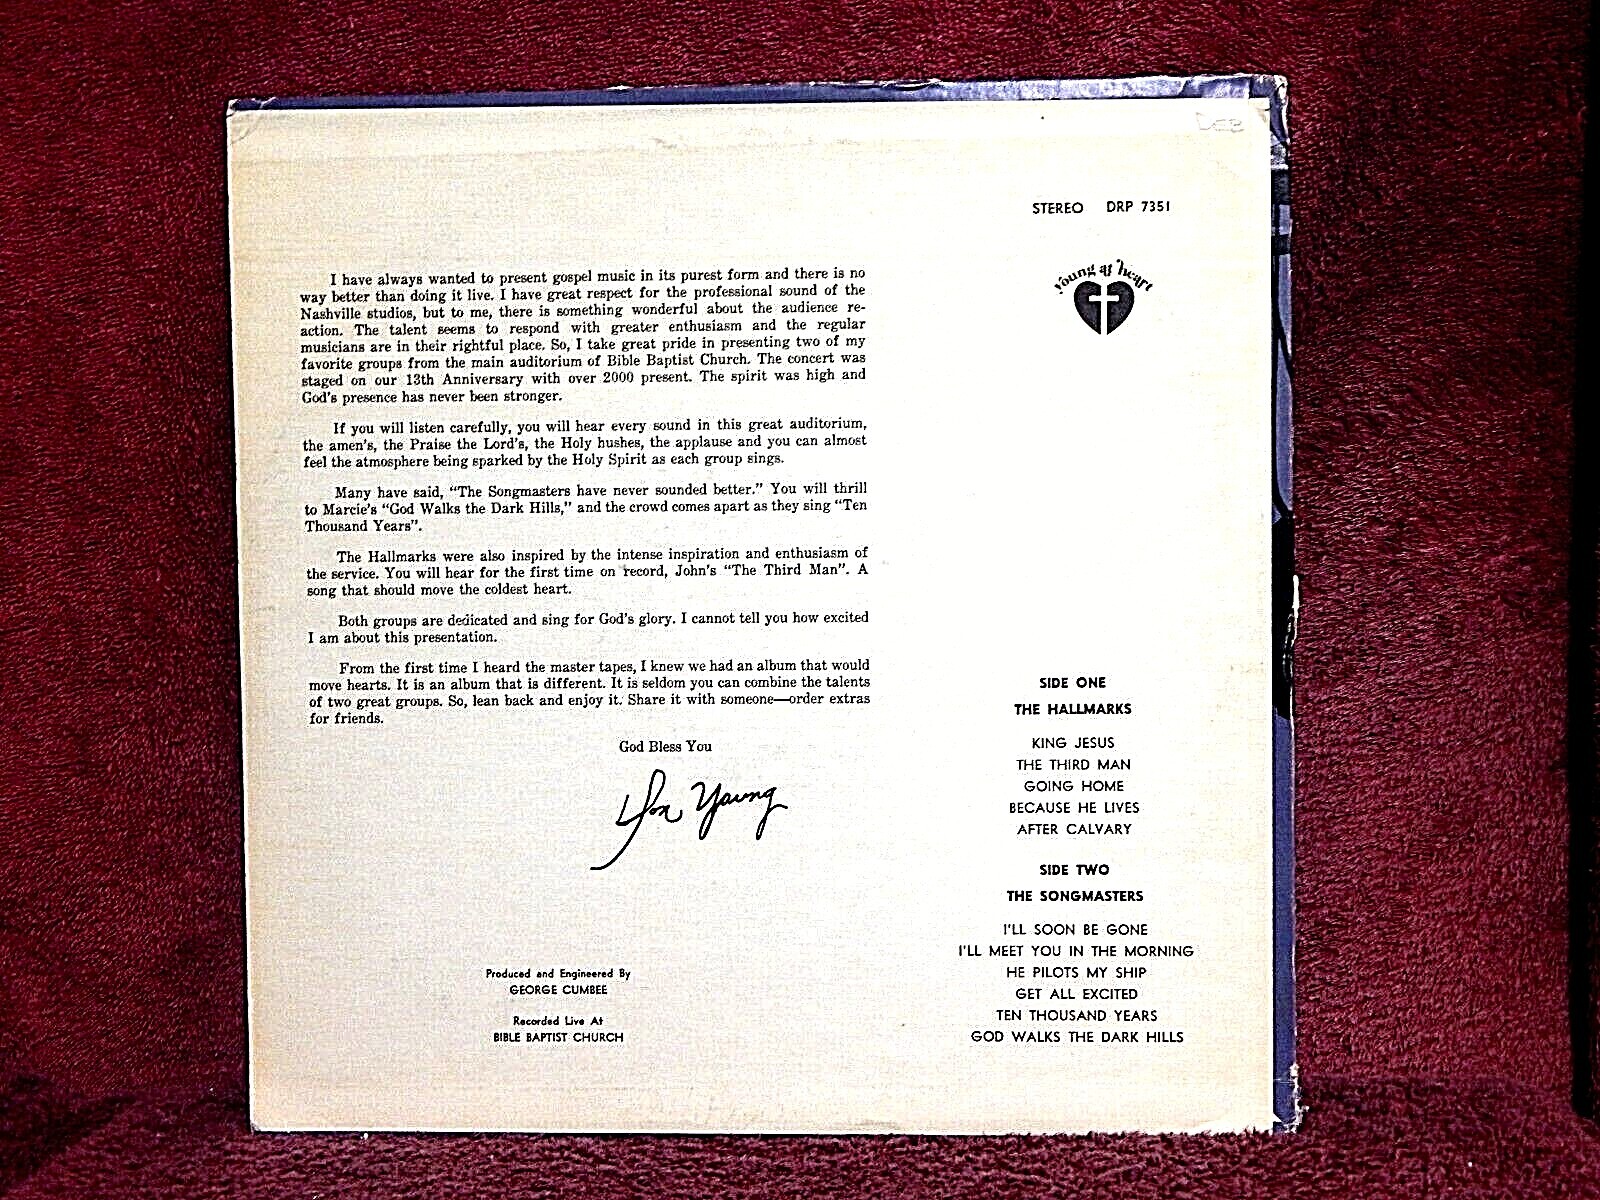 STEREO DRP 7351
young at heart
I have always wanted to present gospel music in its purest form and there is no
way better than doing it live. I have great respect for the professional sound of the
Nashville studios, but to me, there is something wonderful about the audience re-
action. The talent seems to respond with greater enthusiasm and the regular
musicians are in their rightful place. So, I take great pride in presenting two of my
favorite groups from the main auditorium of Bible Baptist Church. The concert was
staged on our 13th Anniversary with over 2000 present. The spirit was high and
God's presence has never been stronger.
If you will listen carefully, you will hear every sound in this great auditorium,
the amen's, the Praise the Lord's, the Holy hushes, the applause and you can almost
feel the atmosphere being sparked by the Holy Spirit as each group sings.
Many have said, “The Songmasters have never sounded better.” You will thrill
to Marcie's “God Walks the Dark Hills,” and the crowd comes apart as they sing “Ten
Thousand Years”.
The Hallmarks were also inspired by the intense inspiration and enthusiasm of
the service. You will hear for the first time on record, John's “The Third Man”. A
song that should move the coldest heart.
Both groups are dedicated and sing for God's glory. I cannot tell you how excited
I am about this presentation.
From the first time I heard the master tapes, I knew we had an album that would
move hearts. It is an album that is different. It is seldom you can combine the talents
of two great groups. So, lean back and enjoy it. Share it with someone—order extras
for friends.
God Bless You
Don Young
Produced and Engineered By
GEORGE CUMBEE
Recorded Live At
BIBLE BAPTIST CHURCH
SIDE ONE
THE HALLMARKS
KING JESUS
THE THIRD MAN
GOING HOME
BECAUSE HE LIVES
AFTER CALVARY
SIDE TWO
THE SONGMASTERS
I'LL SOON BE GONE
I'LL MEET YOU IN THE MORNING
HE PILOTS MY SHIP
GET ALL EXCITED
TEN THOUSAND YEARS
GOD WALKS THE DARK HILLS